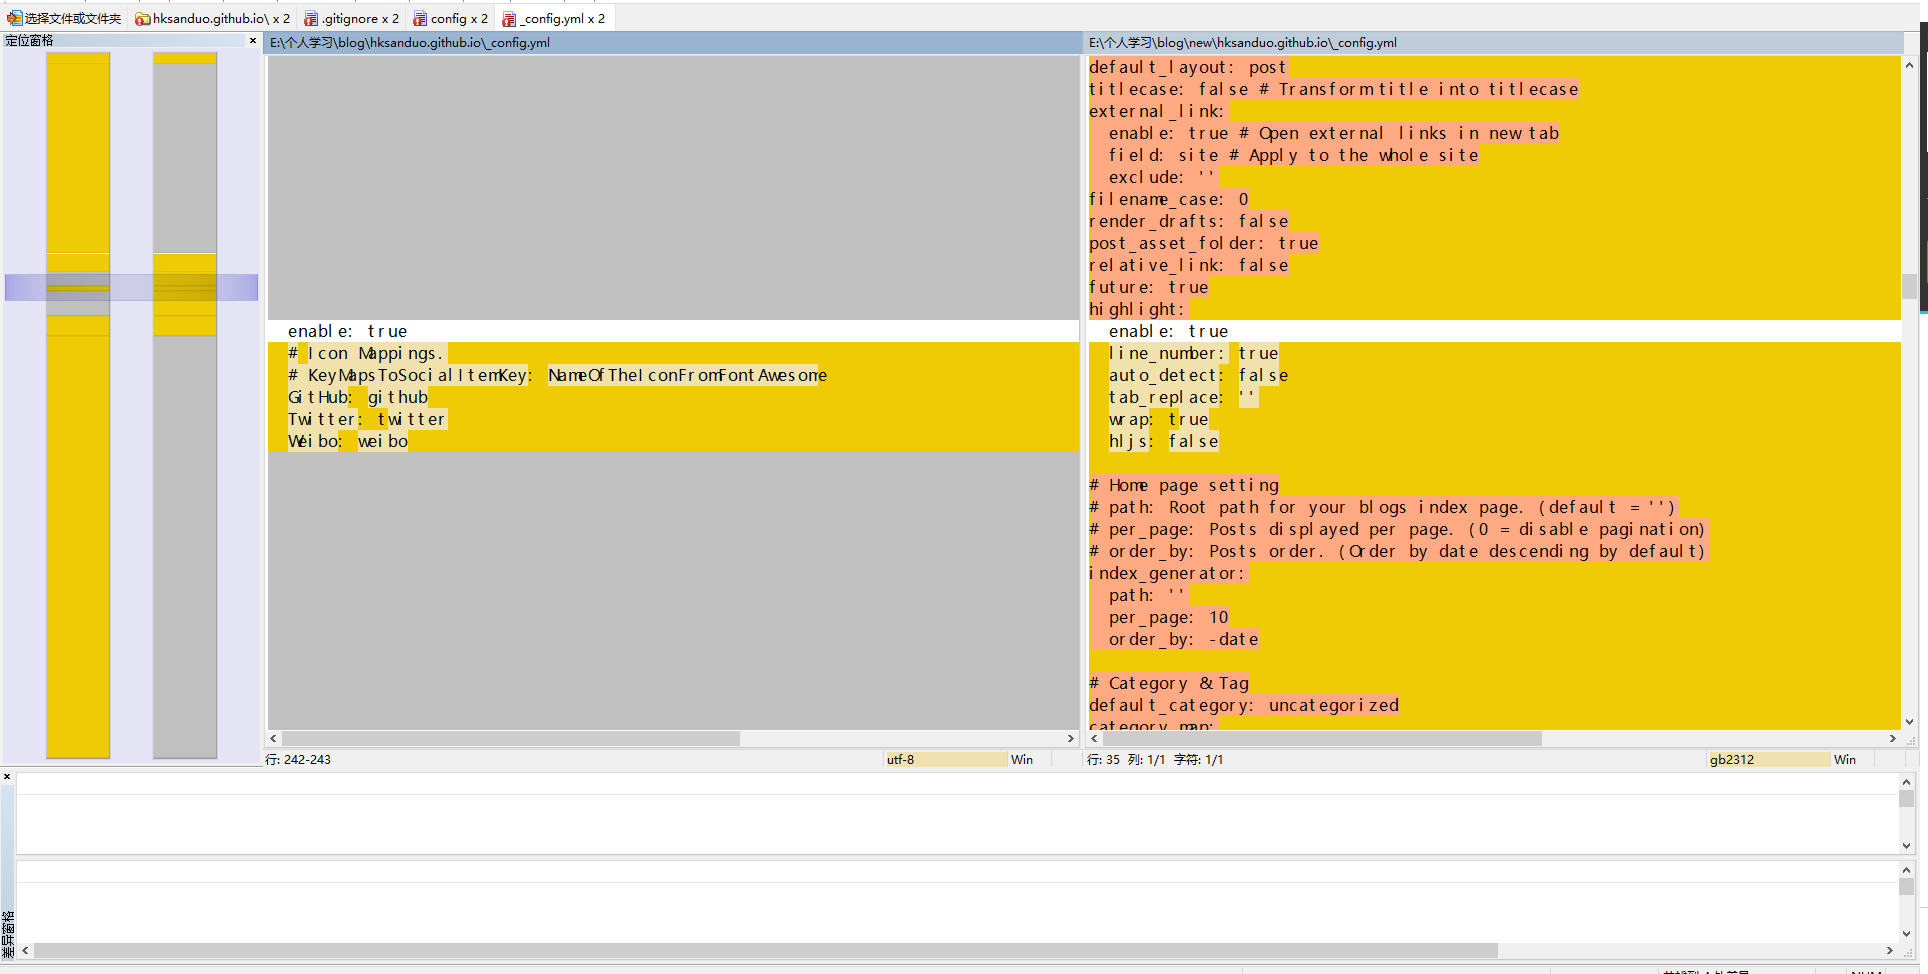 选择文件或文件夹
hksanduo.github.io\ x 2
.gitignore x 2
config x 2
_config.yml x 2
定位窗格
E:\个人学习\blog\hksanduo.github.io\_config.yml
enable: true
# Icon Mappings.
# KeyMapsToSocialItemKey: NameOfTheIconFromFontAwesome
GitHub: github
Twitter: twitter
Weibo: weibo
行: 242-243
utf-8
Win
E:\个人学习\blog\new\hksanduo.github.io\_config.yml
default_layout: post
titlecase: false # Transform title into titlecase
external_link:
enable: true # Open external links in new tab
field: site # Apply to the whole site
exclude: ''
filename_case: 0
render_drafts: false
post_asset_folder: true
relative_link: false
future: true
highlight:
enable: true
line_number: true
auto_detect: false
tab_replace: ''
wrap: true
hljs: false
# Home page setting
# path: Root path for your blogs index page. (default = '')
# per_page: Posts displayed per page. (0 = disable pagination)
# order_by: Posts order. (Order by date descending by default)
index_generator:
path: ''
per_page: 10
order_by: -date
# Category & Tag
default_category: uncategorized
category_map:
行: 35 列: 1/1 字符: 1/1
gb2312
Win
差异窗格
NUM